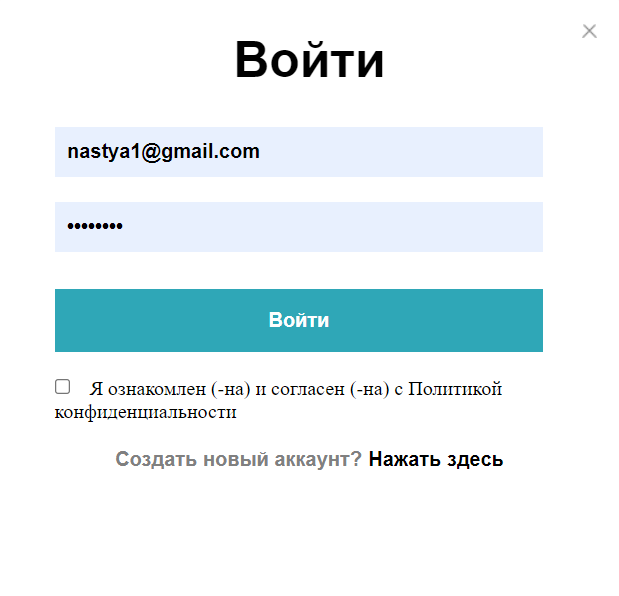 Войти
nastya1@gmail.com
••••••••
Войти
Я ознакомлен (-на) и согласен (-на) с Политикой
конфиденциальности
Создать новый аккаунт? Нажать здесь